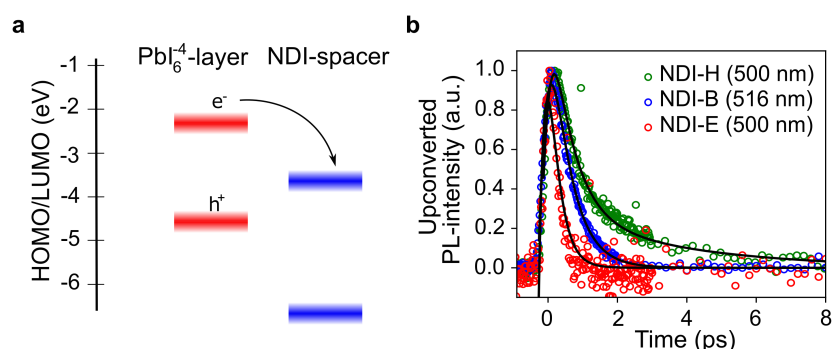 a
PbI₆⁻⁴-layer NDI-spacer
HOMO/LUMO (eV)
-1
-2
-3
-4
-5
-6
e⁻
h⁺
b
Upconverted
PL-intensity (a.u.)
1.0
0.8
0.6
0.4
0.2
0.0
NDI-H (500 nm)
NDI-B (516 nm)
NDI-E (500 nm)
0 2 4 6 8
Time (ps)